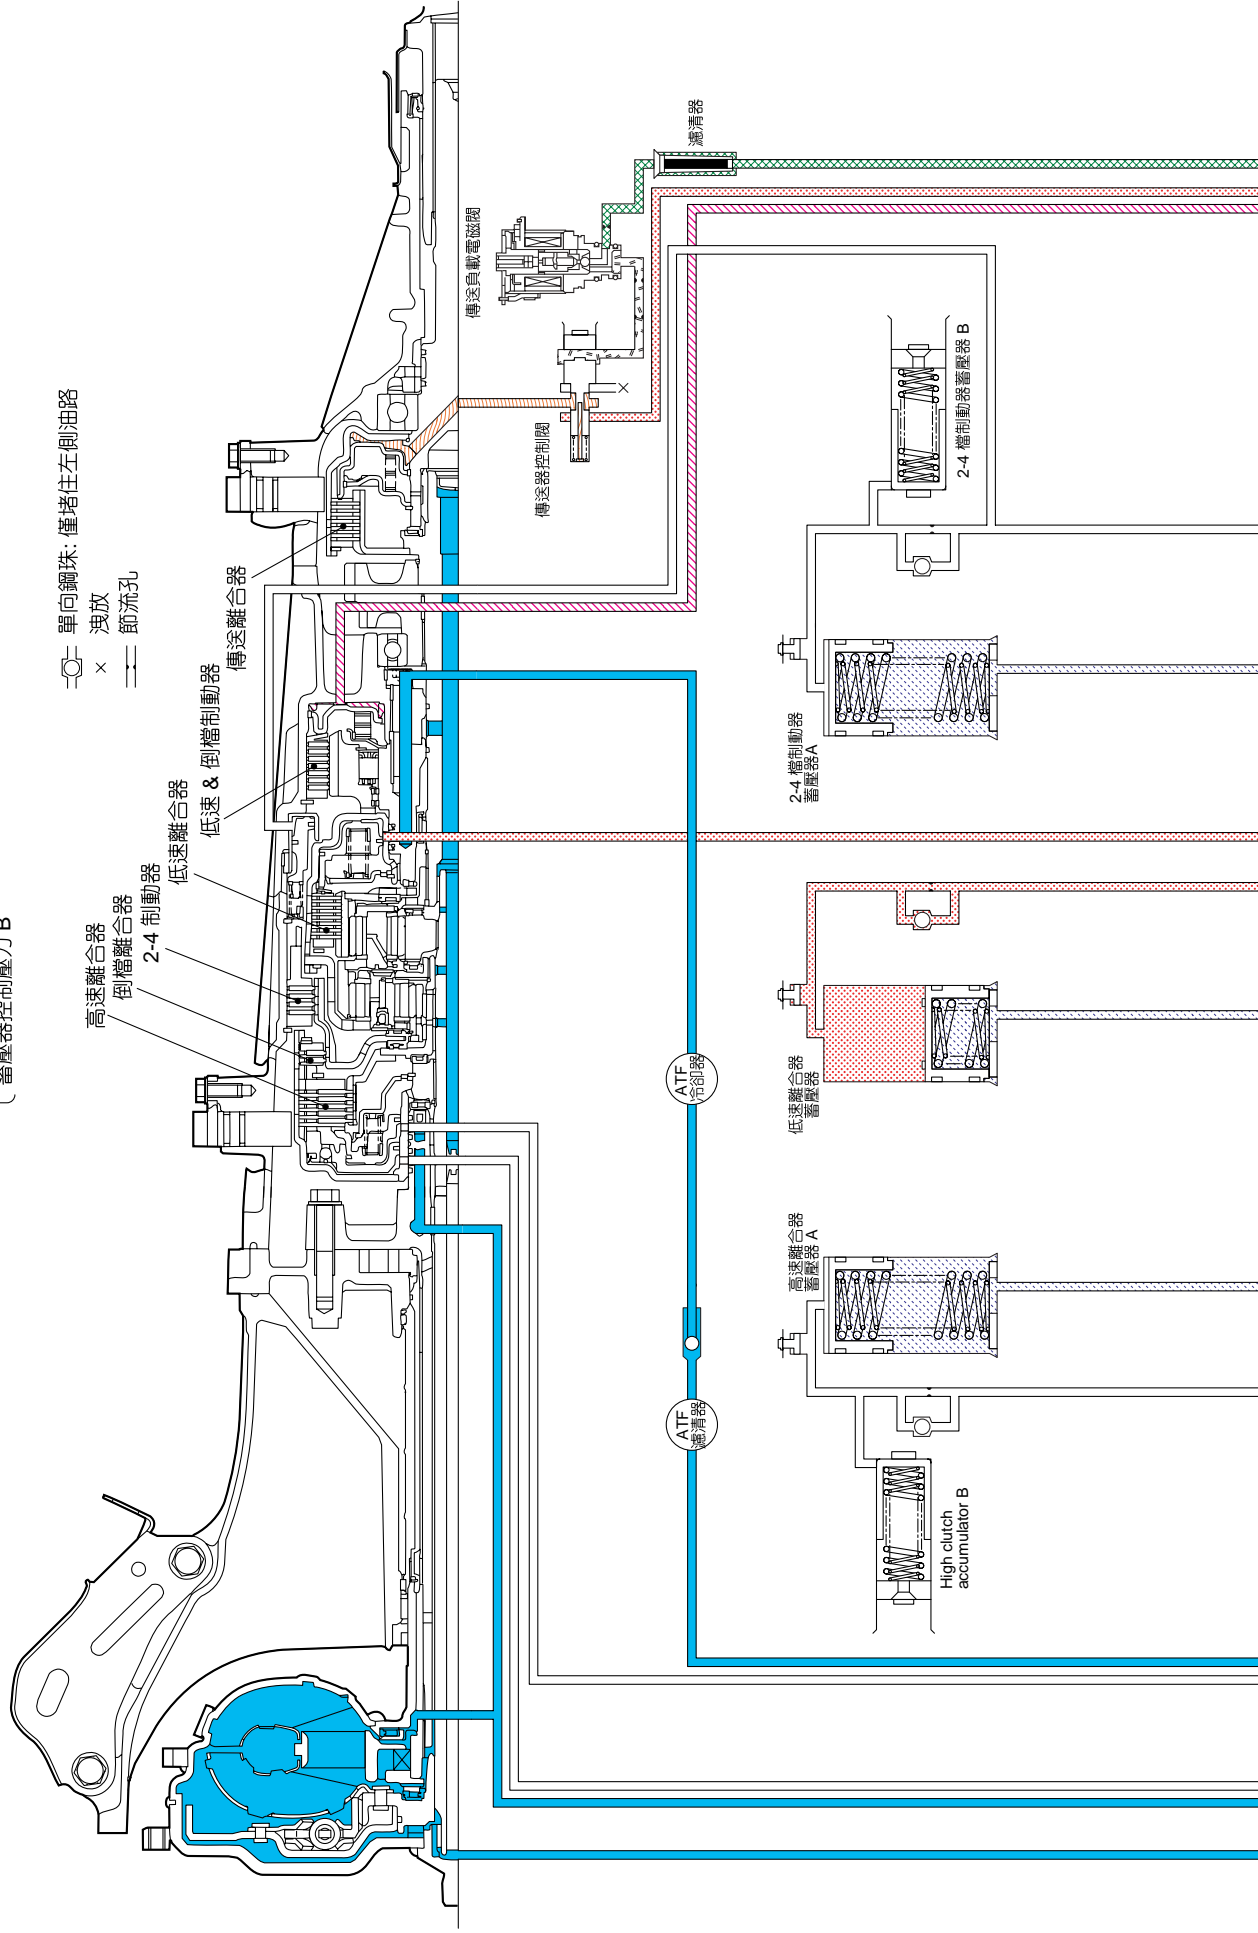 蓄壓器控制壓力 B
單向鋼珠: 僅堵住左側油路
× 洩放
節流孔
高速離合器
倒檔離合器
2-4 制動器
低速離合器
低速 & 倒檔制動器
傳送離合器
傳送負載電磁閥
濾清器
傳送器控制閥
ATF
濾清器
ATF
冷卻器
High clutch
accumulator B
高速離合器
蓄壓器 A
低速離合器
蓄壓器
2-4 檔制動器
蓄壓器A
2-4 檔制動器蓄壓器 B